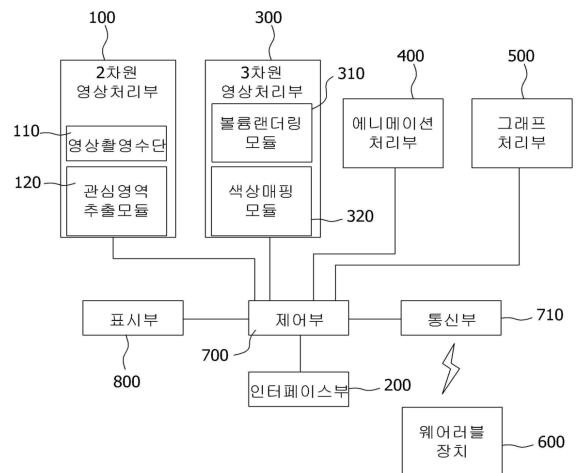 100
300
400
500
2차원
영상처리부
3차원
영상처리부
310
110
영상촬영수단
볼륨랜더링
모듈
에니메이션
처리부
그래프
처리부
120
관심영역
추출모듈
색상매핑
모듈
320
표시부
제어부
통신부
710
800
700
인터페이스부
200
웨어러블
장치
600